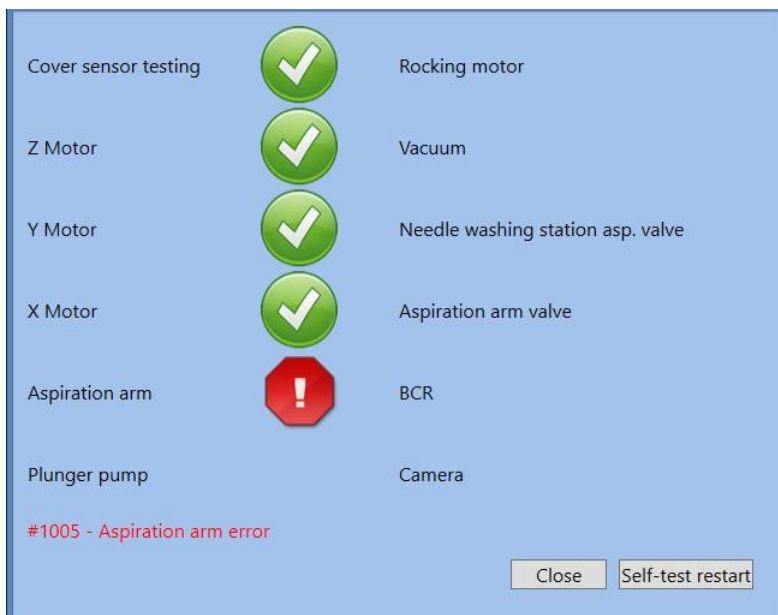 Cover sensor testing
Rocking motor
Z Motor
Vacuum
Y Motor
Needle washing station asp. valve
X Motor
Aspiration arm valve
Aspiration arm
BCR
Plunger pump
Camera
#1005 - Aspiration arm error
Close
Self-test restart